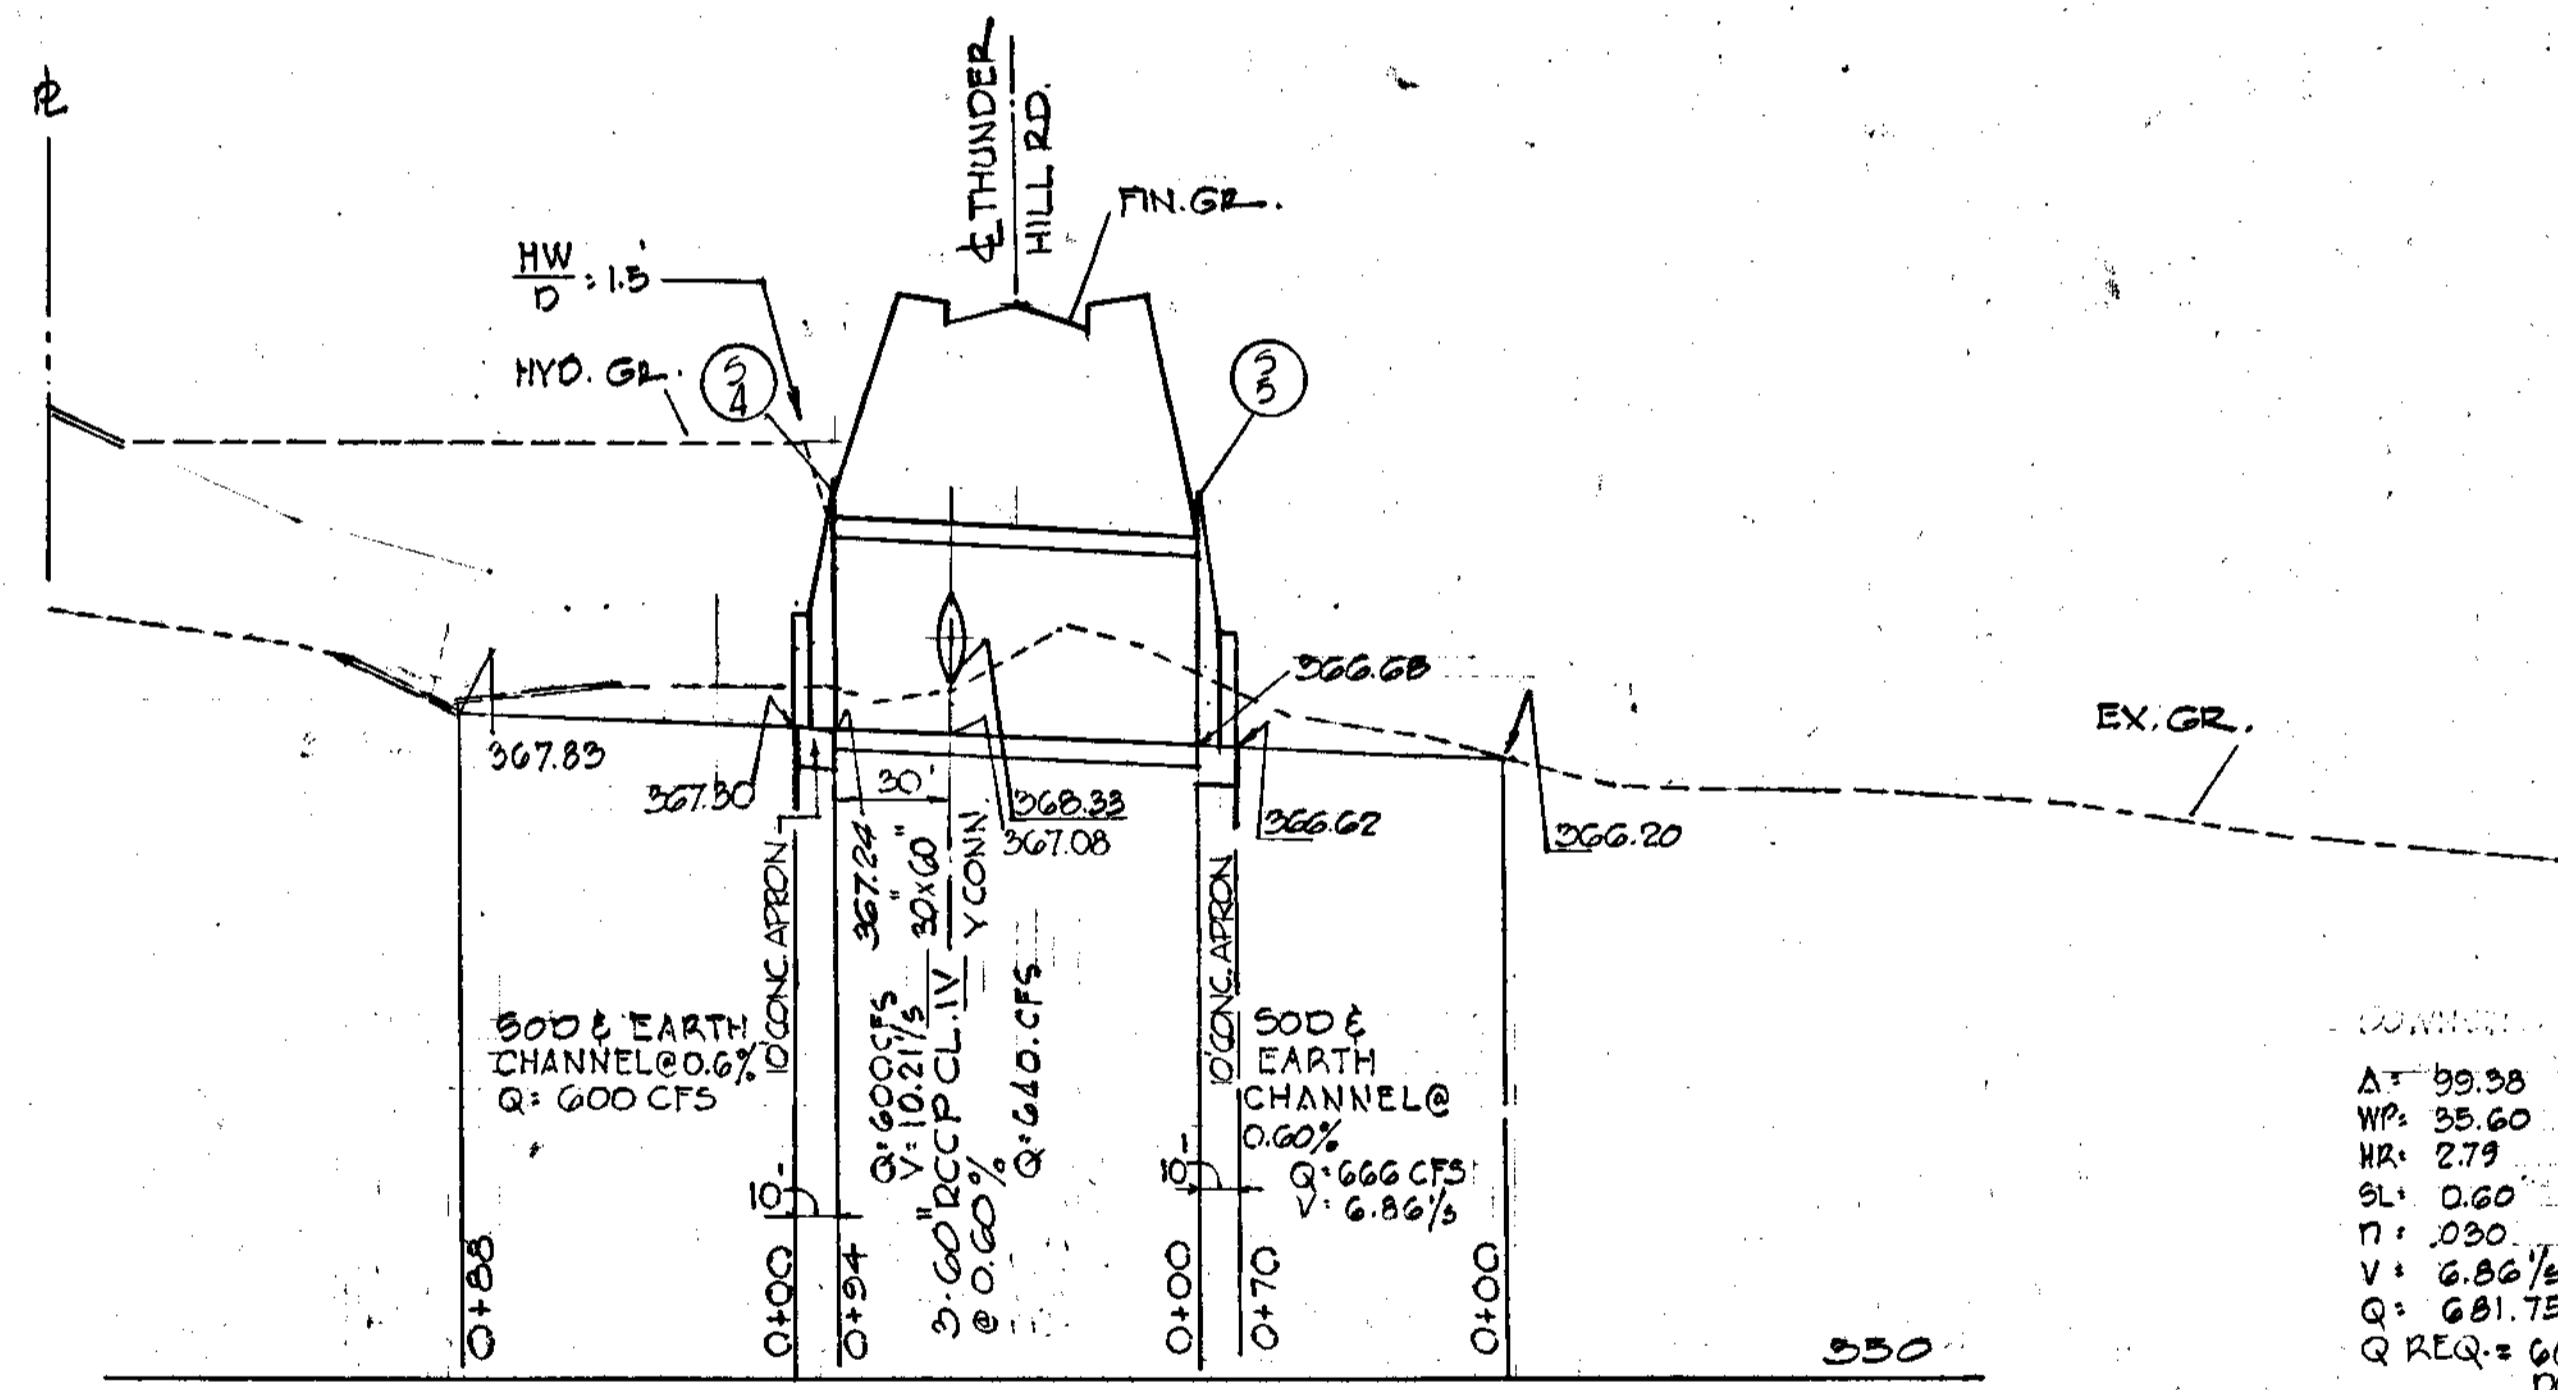 ℄ THUNDER
HILL RD.
FIN. GR.
HW
D
= 1.5
HYD. GR.
S
4
S
5
367.83
367.30
30'
368.33
367.08
366.68
366.62
366.20
EX. GR.
10' CONC. APRON
367.24
30"x60"
Y CONN.
Q=600CFS
V=10.21'/S
3-60" RCCP CL. IV
@ 0.60%
Q=640.CFS
10' CONC. APRON
SOD & EARTH
CHANNEL @ 0.6%
Q= 600 CFS
SOD &
EARTH
CHANNEL @
0.60%
Q=666 CFS
V= 6.86'/s
10
10
0+88
0+00
0+94
0+00
0+70
0+00
350
A= 99.38
WP= 35.60
HR= 2.79
SL= 0.60
n= .030
V= 6.86'/s
Q= 681.75
Q REQ.=